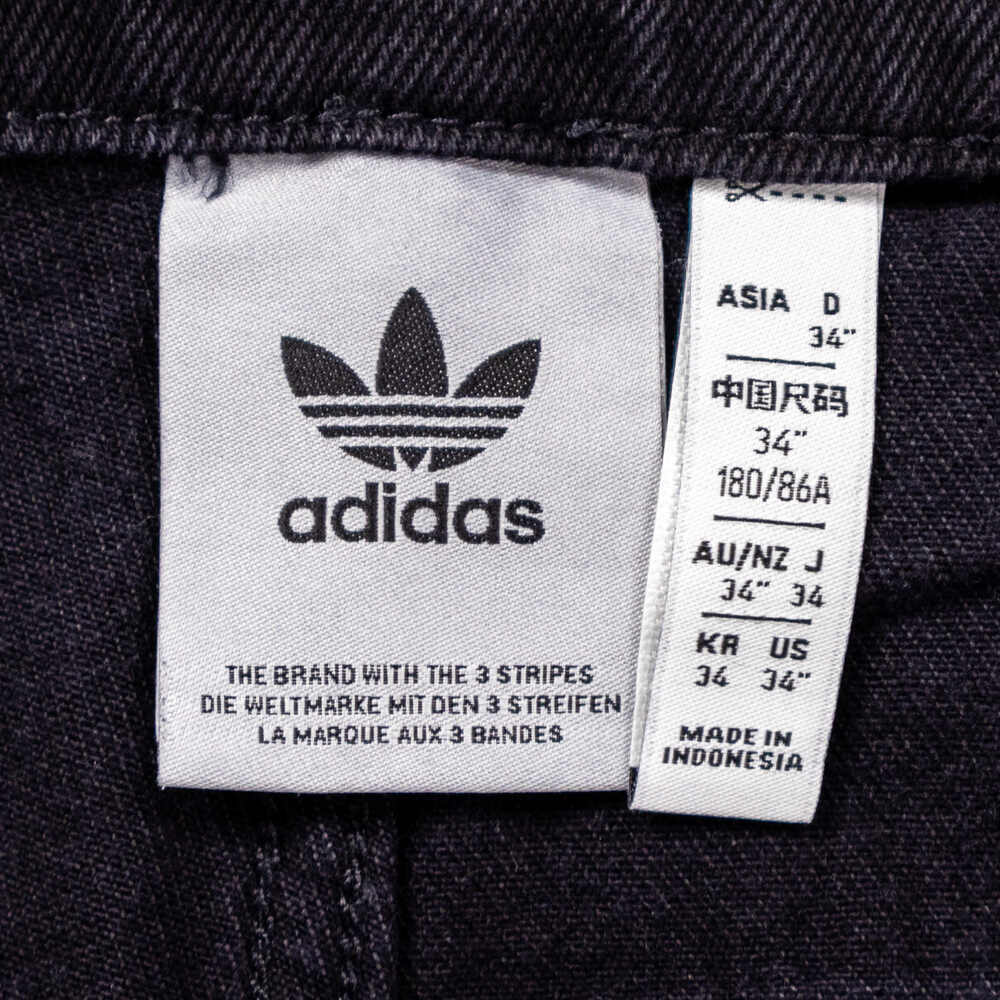 adidas
THE BRAND WITH THE 3 STRIPES
DIE WELTMARKE MIT DEN 3 STREIFEN
LA MARQUE AUX 3 BANDES
ASIA D
34"
中国尺码
34"
180/86A
AU/NZ J
34" 34
KR US
34 34"
MADE IN
INDONESIA